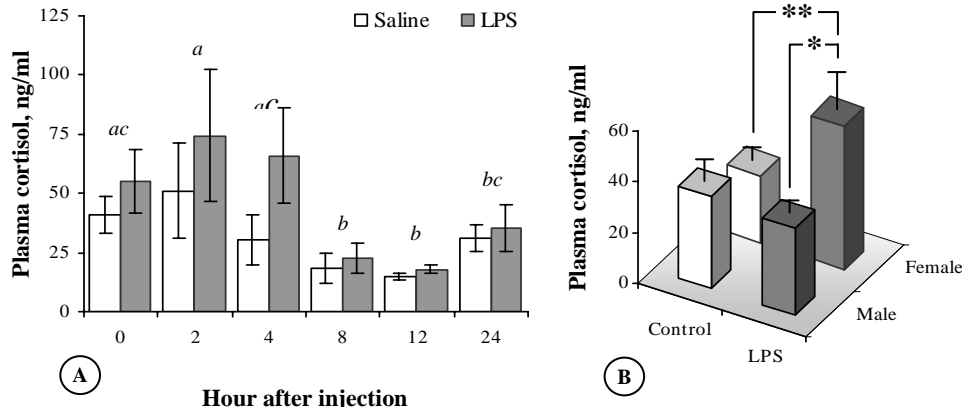 125
100
75
50
25
0
Plasma cortisol, ng/ml
Saline
LPS
ac
a
ac
b
b
bc
0 2 4 8 12 24
Hour after injection
A
60
40
20
0
Plasma cortisol, ng/ml
**
*
Control
LPS
Male
Female
B